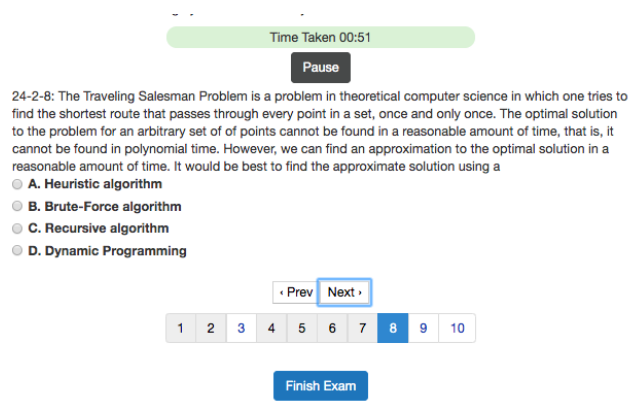 Time Taken 00:51
Pause
24-2-8: The Traveling Salesman Problem is a problem in theoretical computer science in which one tries to
find the shortest route that passes through every point in a set, once and only once. The optimal solution
to the problem for an arbitrary set of of points cannot be found in a reasonable amount of time, that is, it
cannot be found in polynomial time. However, we can find an approximation to the optimal solution in a
reasonable amount of time. It would be best to find the approximate solution using a
A. Heuristic algorithm
B. Brute-Force algorithm
C. Recursive algorithm
D. Dynamic Programming
‹ Prev Next ›
1 2 3 4 5 6 7 8 9 10
Finish Exam